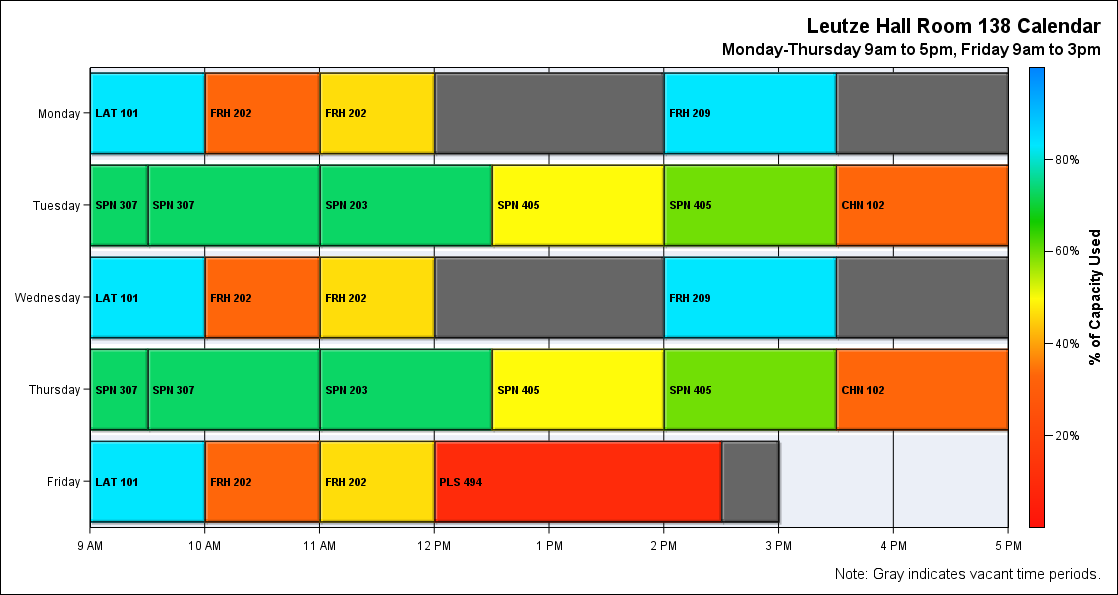 Leutze Hall Room 138 Calendar
Monday-Thursday 9am to 5pm, Friday 9am to 3pm
Monday
LAT 101
FRH 202
FRH 202
FRH 209
Tuesday
SPN 307
SPN 307
SPN 203
SPN 405
SPN 405
CHN 102
Wednesday
LAT 101
FRH 202
FRH 202
FRH 209
Thursday
SPN 307
SPN 307
SPN 203
SPN 405
SPN 405
CHN 102
Friday
LAT 101
FRH 202
FRH 202
PLS 494
9 AM
10 AM
11 AM
12 PM
1 PM
2 PM
3 PM
4 PM
5 PM
80%
60%
40%
20%
% of Capacity Used
Note: Gray indicates vacant time periods.